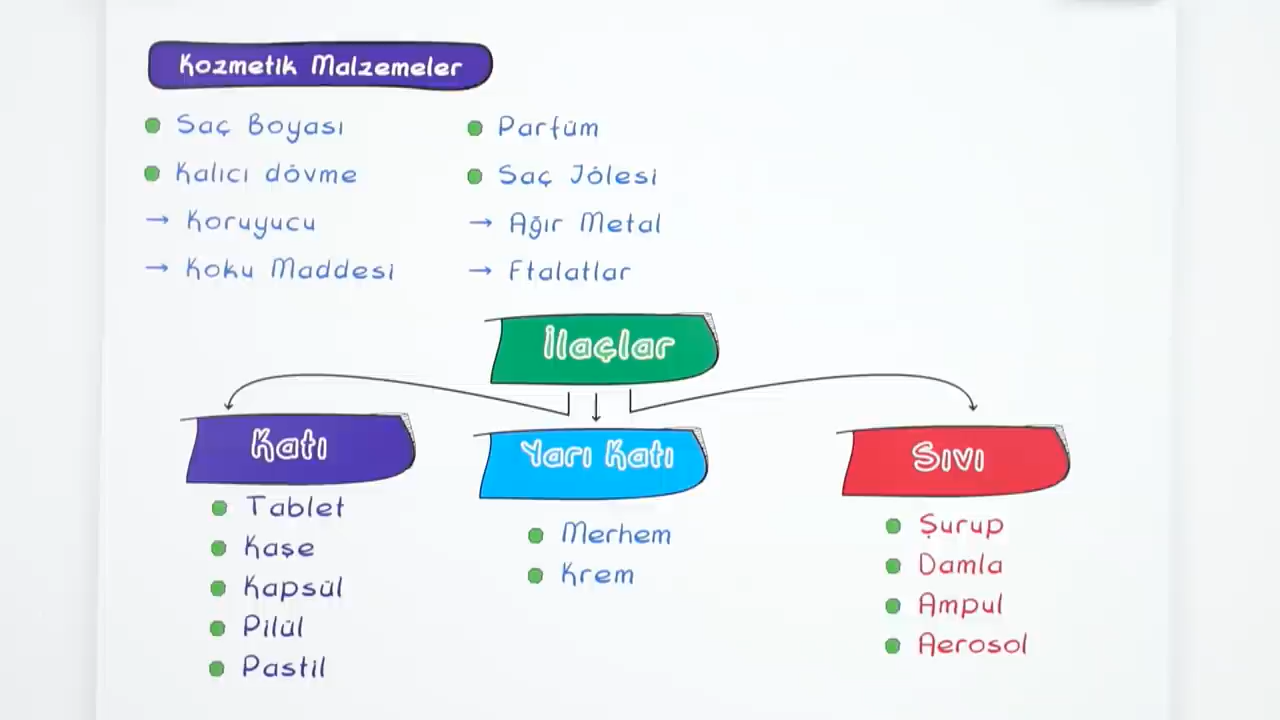 Kozmetik Malzemeler
Saç Boyası
Kalıcı dövme
→ Koruyucu
→ Koku Maddesi
Parfüm
Saç Jölesi
→ Ağır Metal
→ Ftalatlar
İlaçlar
Katı
Tablet
Kaşe
Kapsül
Pilül
Pastil
Yarı Katı
Merhem
Krem
Sıvı
Şurup
Damla
Ampul
Aerosol